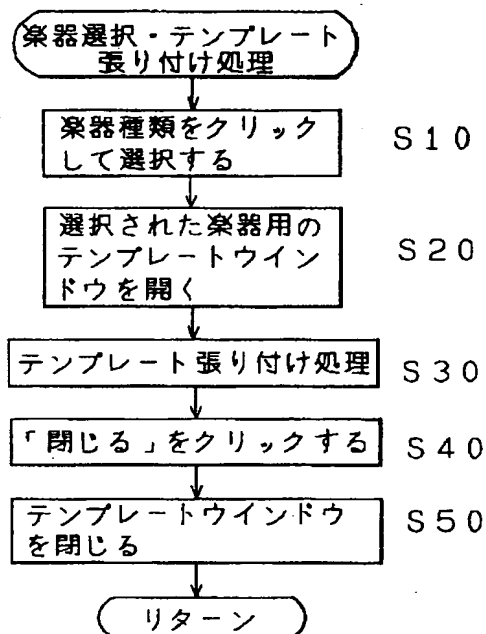 楽器選択・テンプレート
張り付け処理
楽器種類をクリック
して選択する
S10
選択された楽器用の
テンプレートウイン
ドウを開く
S20
テンプレート張り付け処理
S30
「閉じる」をクリックする
S40
テンプレートウインドウ
を閉じる
S50
リターン